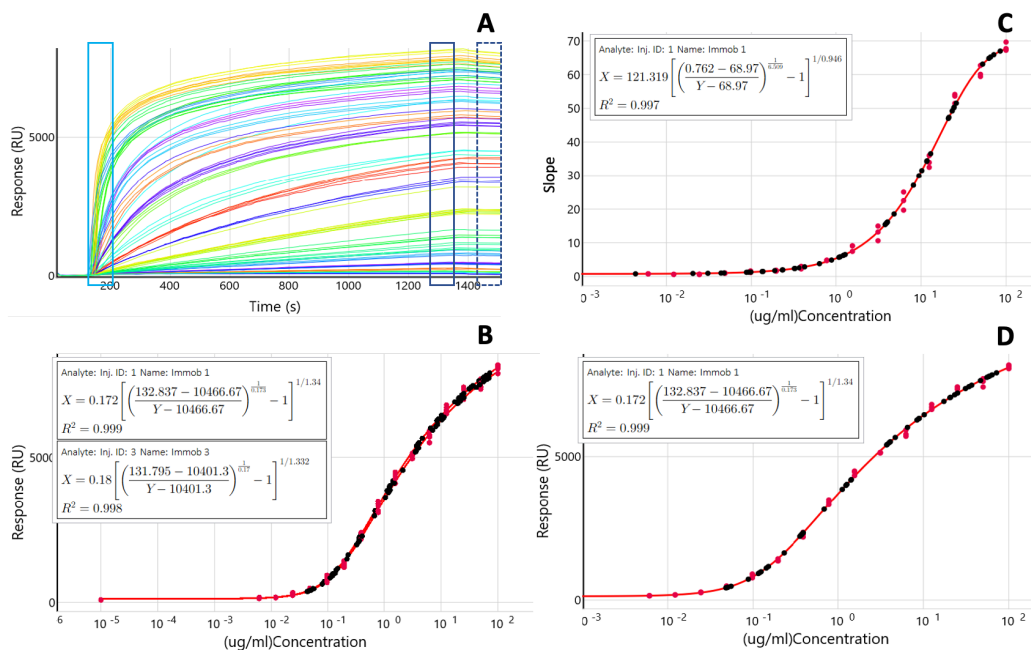 A
Response (RU)
5000
0
200 400 600 800 1000 1200 1400
Time (s)
C
Analyte: Inj. ID: 1 Name: Immob 1
X = 121.319[((0.762 − 68.97)/(Y − 68.97))^(1/6.509) − 1]^1/0.946
R² = 0.997
Slope
70
60
50
40
30
20
10
0
10 -3 10 -1 10 0 10 1 10 2
(ug/ml)Concentration
B
Analyte: Inj. ID: 1 Name: Immob 1
X = 0.172[((132.837 − 10466.67)/(Y − 10466.67))^(1/0.173) − 1]^1/1.34
R² = 0.999
Analyte: Inj. ID: 3 Name: Immob 3
X = 0.18[((131.795 − 10401.3)/(Y − 10401.3))^(1/0.17) − 1]^1/1.332
R² = 0.998
Response (RU)
5000
0
6 10 -5 10 -4 10 -3 10 -2 10 -1 10 0 10 1 10 2
(ug/ml)Concentration
D
Analyte: Inj. ID: 1 Name: Immob 1
X = 0.172[((132.837 − 10466.67)/(Y − 10466.67))^(1/0.173) − 1]^1/1.34
R² = 0.999
Response (RU)
5000
0
0 -3 10 -1 10 0 10 1 10 2
(ug/ml)Concentration